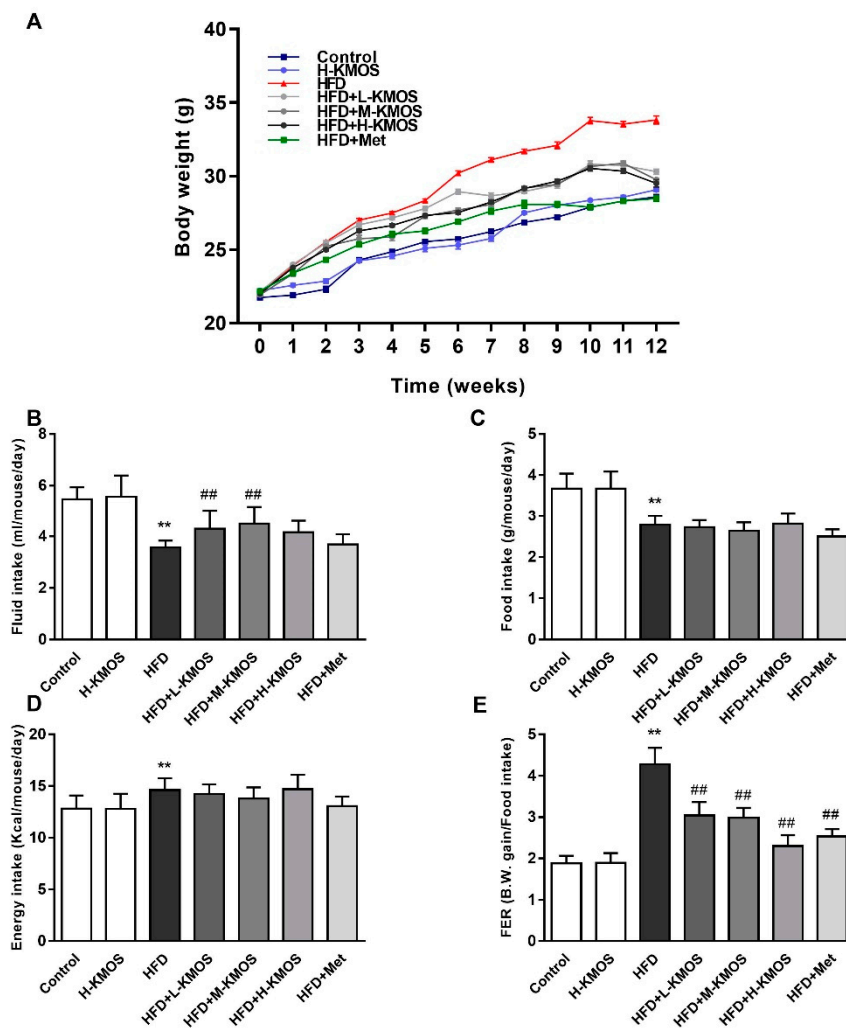 A
Body weight (g)
40
35
30
25
20
Control
H-KMOS
HFD
HFD+L-KMOS
HFD+M-KMOS
HFD+H-KMOS
HFD+Met
0 1 2 3 4 5 6 7 8 9 10 11 12
Time (weeks)
B
Fluid intake (ml/mouse/day)
8
6
4
2
0
**
##
##
Control
H-KMOS
HFD
HFD+L-KMOS
HFD+M-KMOS
HFD+H-KMOS
HFD+Met
C
Food intake (g/mouse/day)
5
4
3
2
1
0
**
Control
H-KMOS
HFD
HFD+L-KMOS
HFD+M-KMOS
HFD+H-KMOS
HFD+Met
D
Energy intake (Kcal/mouse/day)
20
15
10
5
0
**
Control
H-KMOS
HFD
HFD+L-KMOS
HFD+M-KMOS
HFD+H-KMOS
HFD+Met
E
FER (B.W. gain/Food intake)
5
4
3
2
1
0
**
##
##
##
##
Control
H-KMOS
HFD
HFD+L-KMOS
HFD+M-KMOS
HFD+H-KMOS
HFD+Met